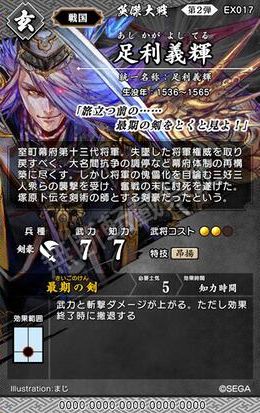 玄
戦国
英傑大戦
第2弾
EX017
あしかがよしてる
足利義輝
統一名称:足利義輝
生没年:1536~1565
「旅立つ前の……
最期の剣をとくと見よ!」
室町幕府第十三代将軍。失墜した将軍権威を取り
戻すべく、大名間抗争の調停など幕府体制の再構
築に尽くす。しかし将軍の傀儡化を目論む三好三
人衆らの襲撃を受け、奮戦の末に討死を遂げた。
塚原卜伝を剣術の師とする剣豪だったという。
兵種 武力 知力 武将コスト
剣豪 7 7 特技 昂揚
さいごのけん 必要士気 効果時間
最期の剣 5 知力時間
効果範囲
武力と斬撃ダメージが上がる。ただし効果
終了時に撤退する
Illustration:まじ
©SEGA
0000-0000-0000-0000-0000